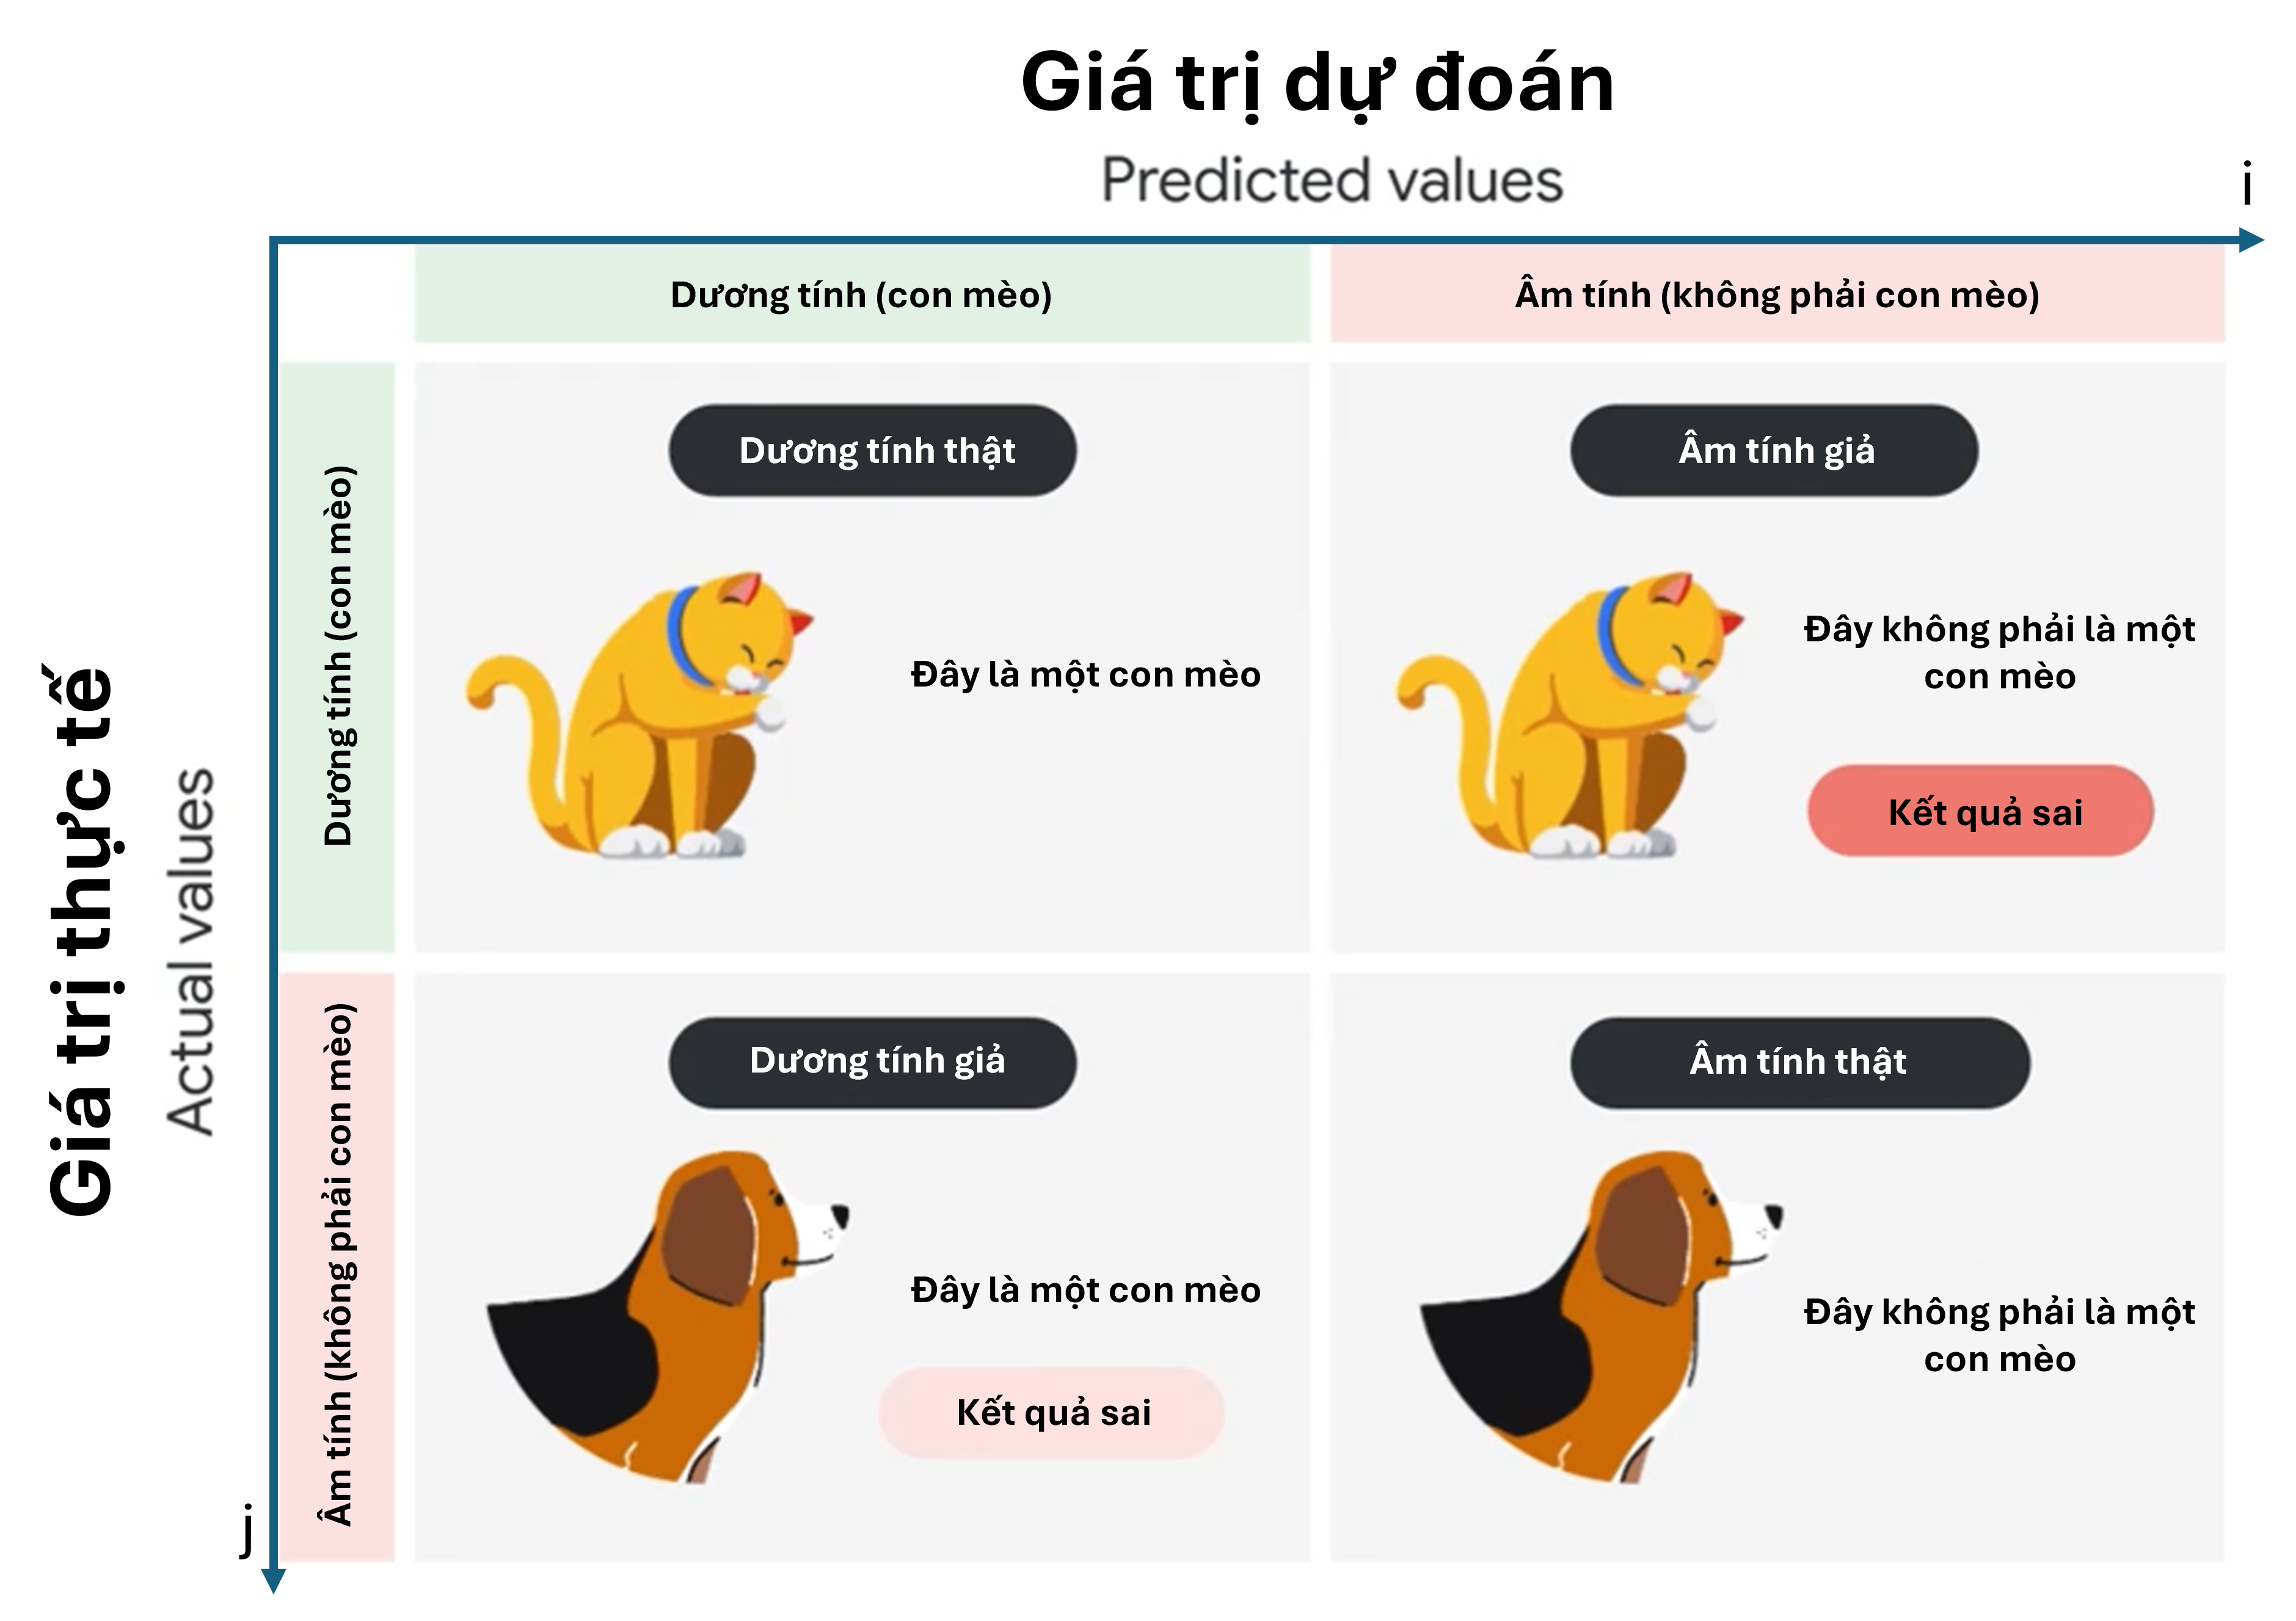 Giá trị dự đoán
Predicted values
i
Dương tính (con mèo)
Âm tính (không phải con mèo)
Giá trị thực tế
Actual values
j
Dương tính (con mèo)
Dương tính thật
Đây là một con mèo
Âm tính giả
Đây không phải là một
con mèo
Kết quả sai
Âm tính (không phải con mèo)
Dương tính giả
Đây là một con mèo
Kết quả sai
Âm tính thật
Đây không phải là một
con mèo